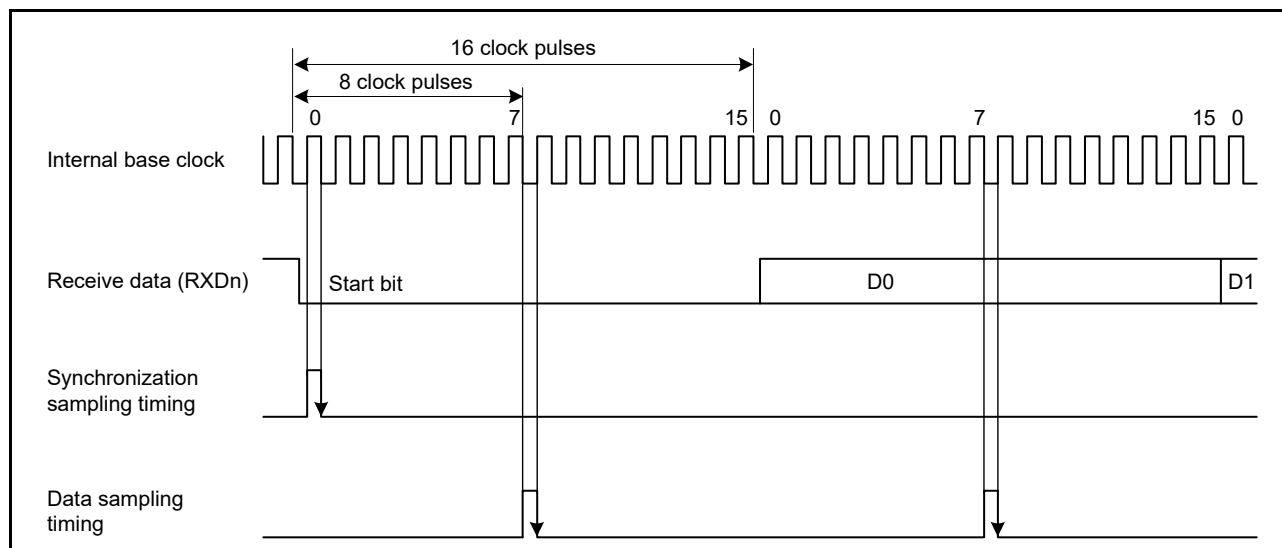 16 clock pulses
8 clock pulses
0 7 15 0 7 15 0
Internal base clock
Receive data (RXDn)
Start bit
D0
D1
Synchronization
sampling timing
Data sampling
timing